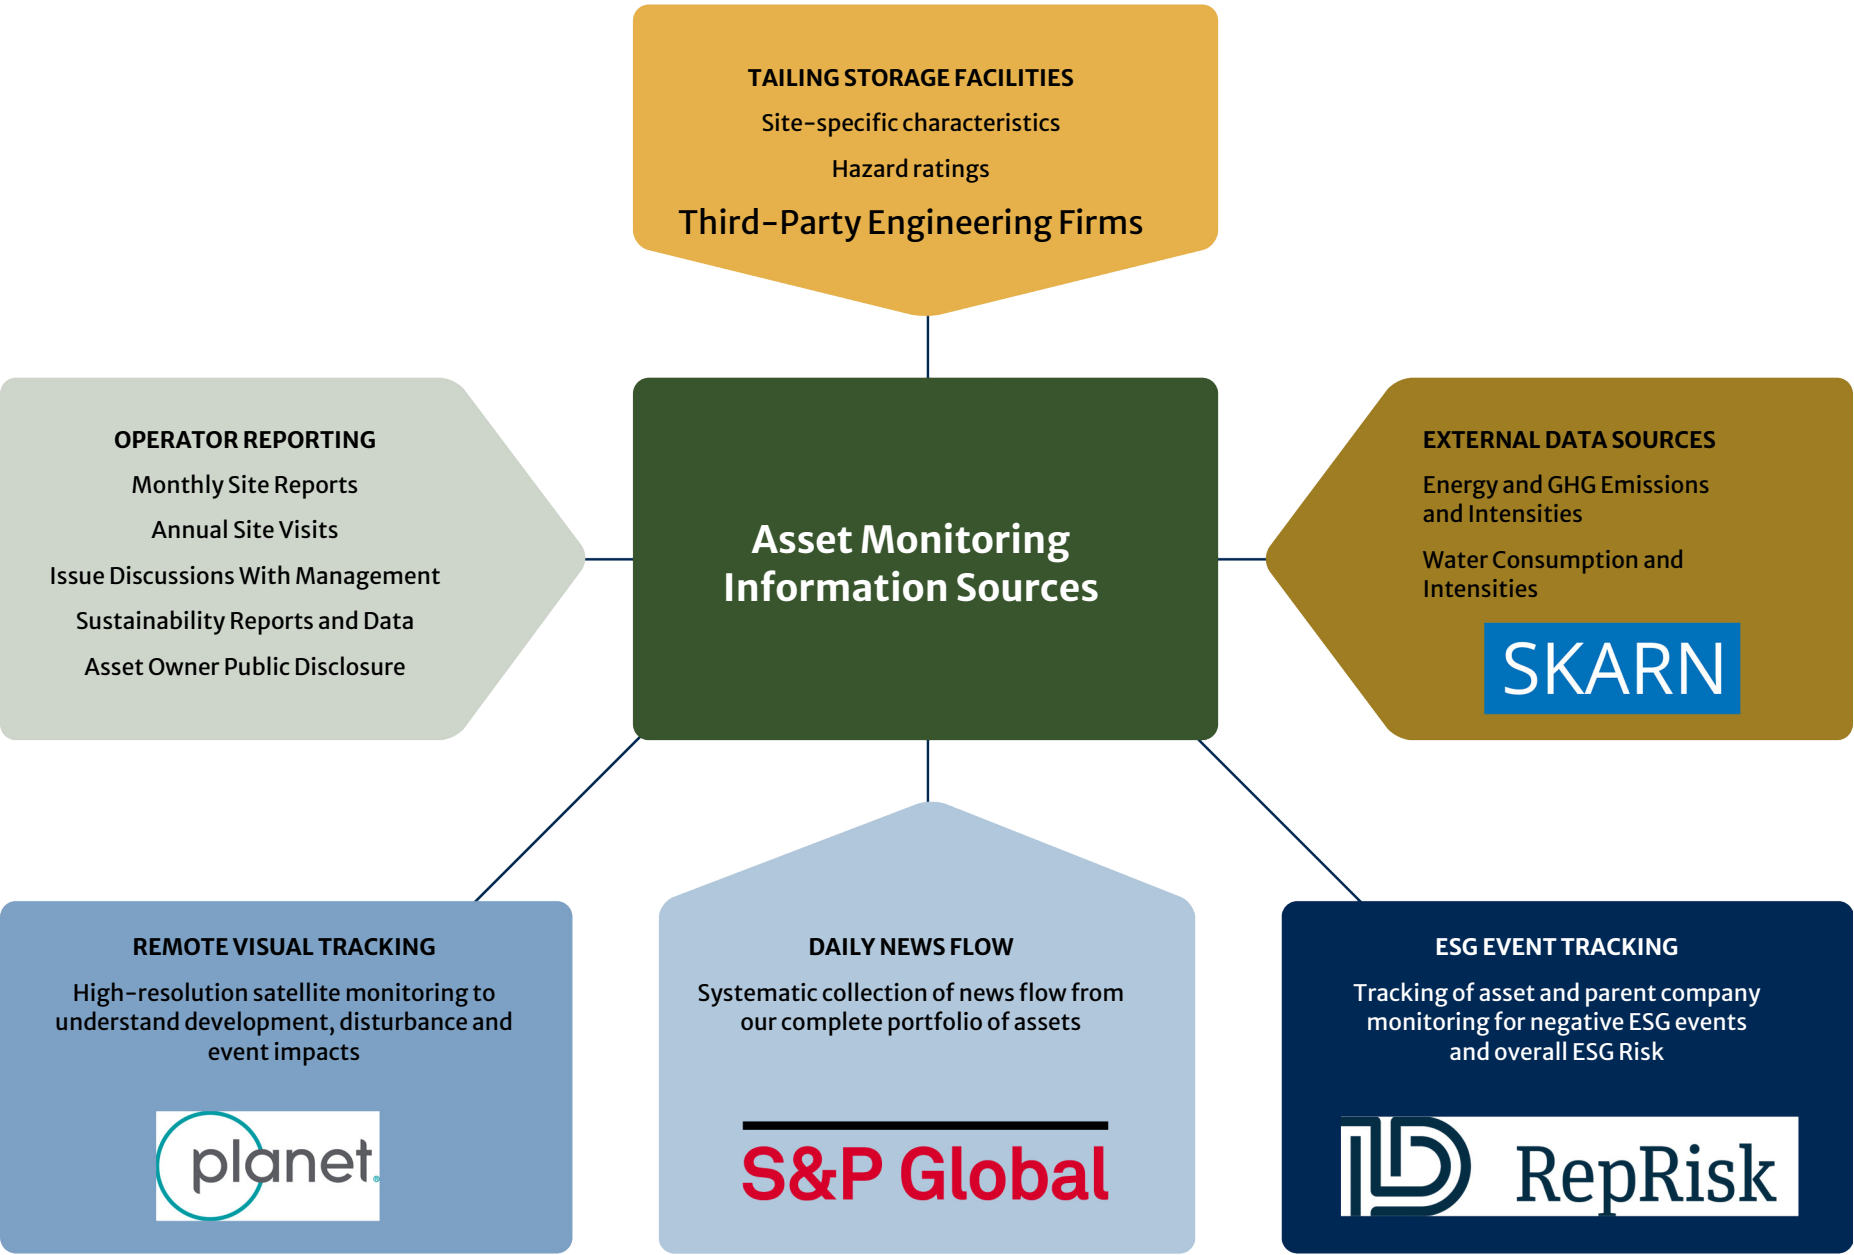 TAILING STORAGE FACILITIES
Site-specific characteristics
Hazard ratings
Third-Party Engineering Firms
OPERATOR REPORTING
Monthly Site Reports
Annual Site Visits
Issue Discussions With Management
Sustainability Reports and Data
Asset Owner Public Disclosure
Asset Monitoring
Information Sources
EXTERNAL DATA SOURCES
Energy and GHG Emissions
and Intensities
Water Consumption and
Intensities
SKARN
REMOTE VISUAL TRACKING
High-resolution satellite monitoring to
understand development, disturbance and
event impacts
planet®
DAILY NEWS FLOW
Systematic collection of news flow from
our complete portfolio of assets
S&P Global
ESG EVENT TRACKING
Tracking of asset and parent company
monitoring for negative ESG events
and overall ESG Risk
RepRisk